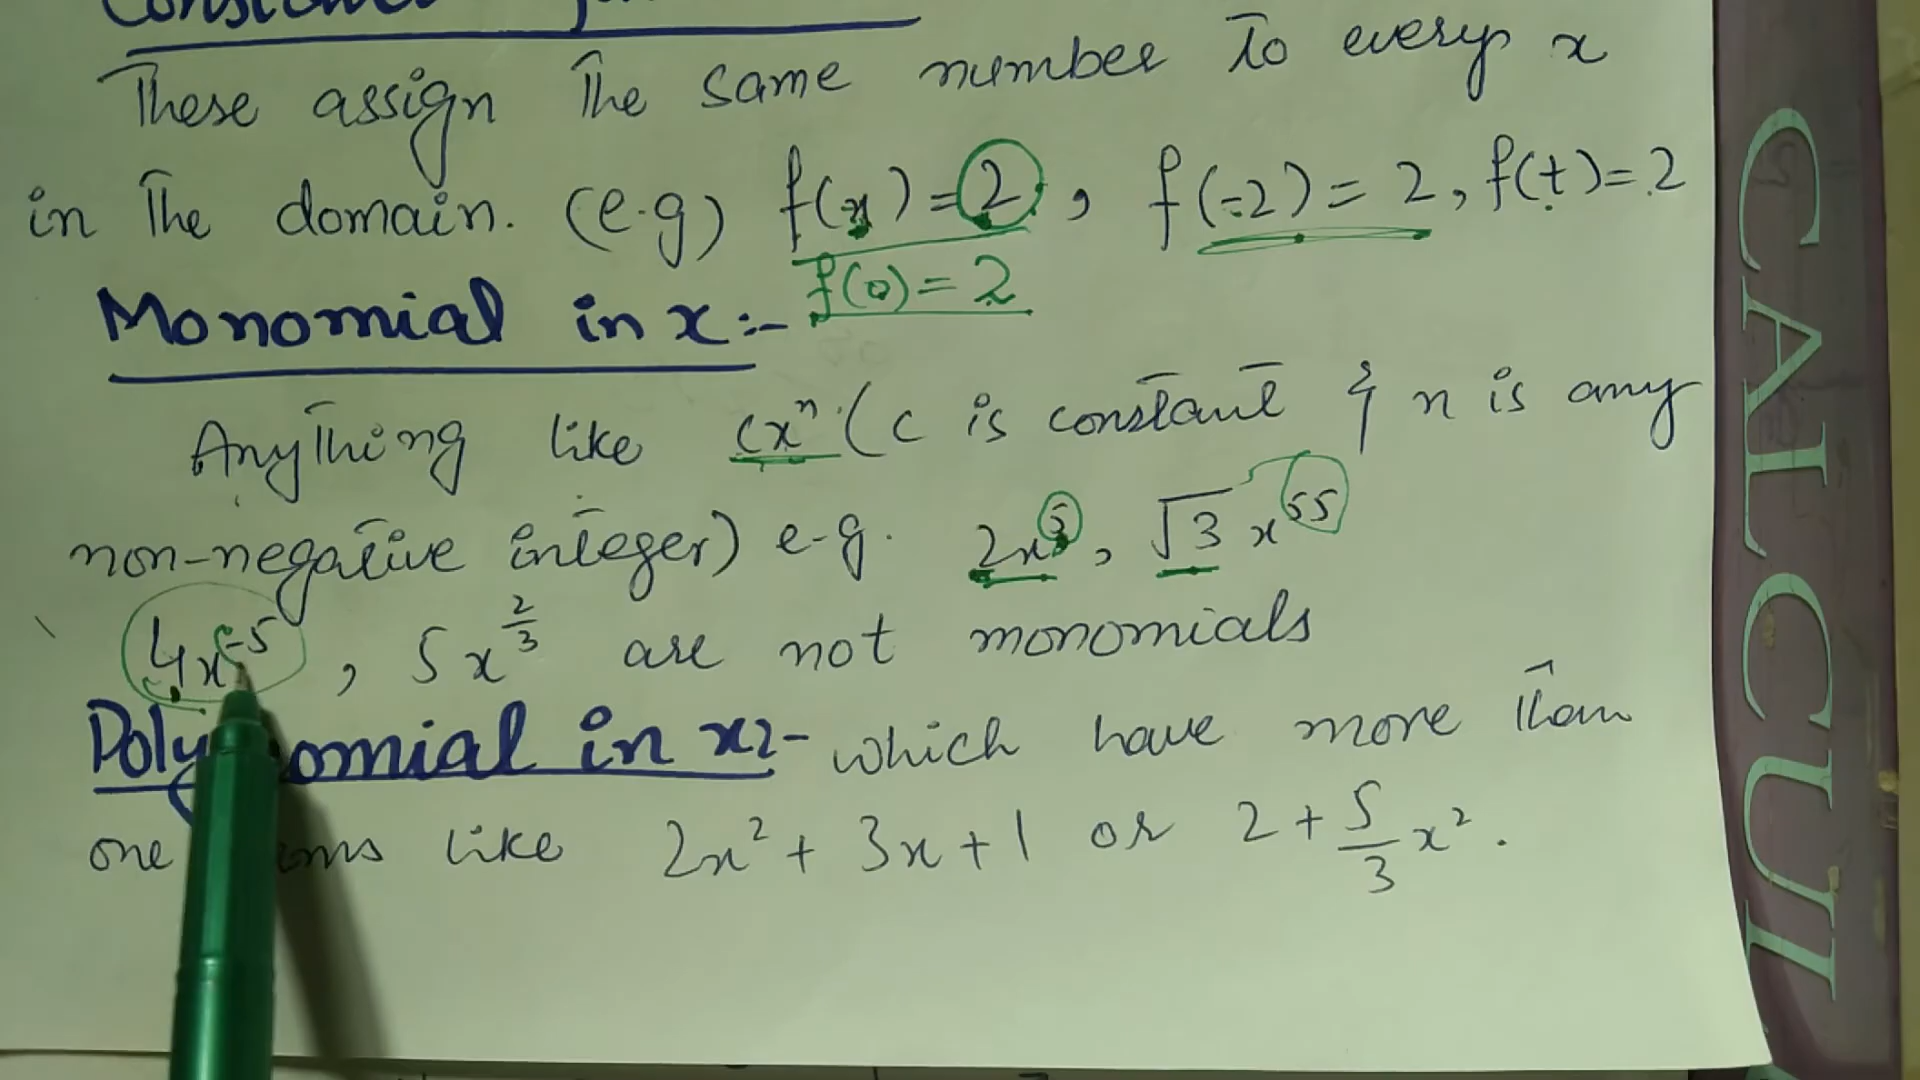 These assign the same number to every x
in the domain. (e.g) f(x) = 2, f(-2) = 2, f(t) = 2
f(0) = 2
Monomial in x:-
Anything like cxⁿ (c is constant & n is any
non-negative integer) e-g. 2x⁵, √3 x⁵⁵
4x⁻⁵, 5x^(2/3) are not monomials
in x:- which have more than
one like 2x² + 3x + 1 or 2 + 5/3 x².
CALCUL